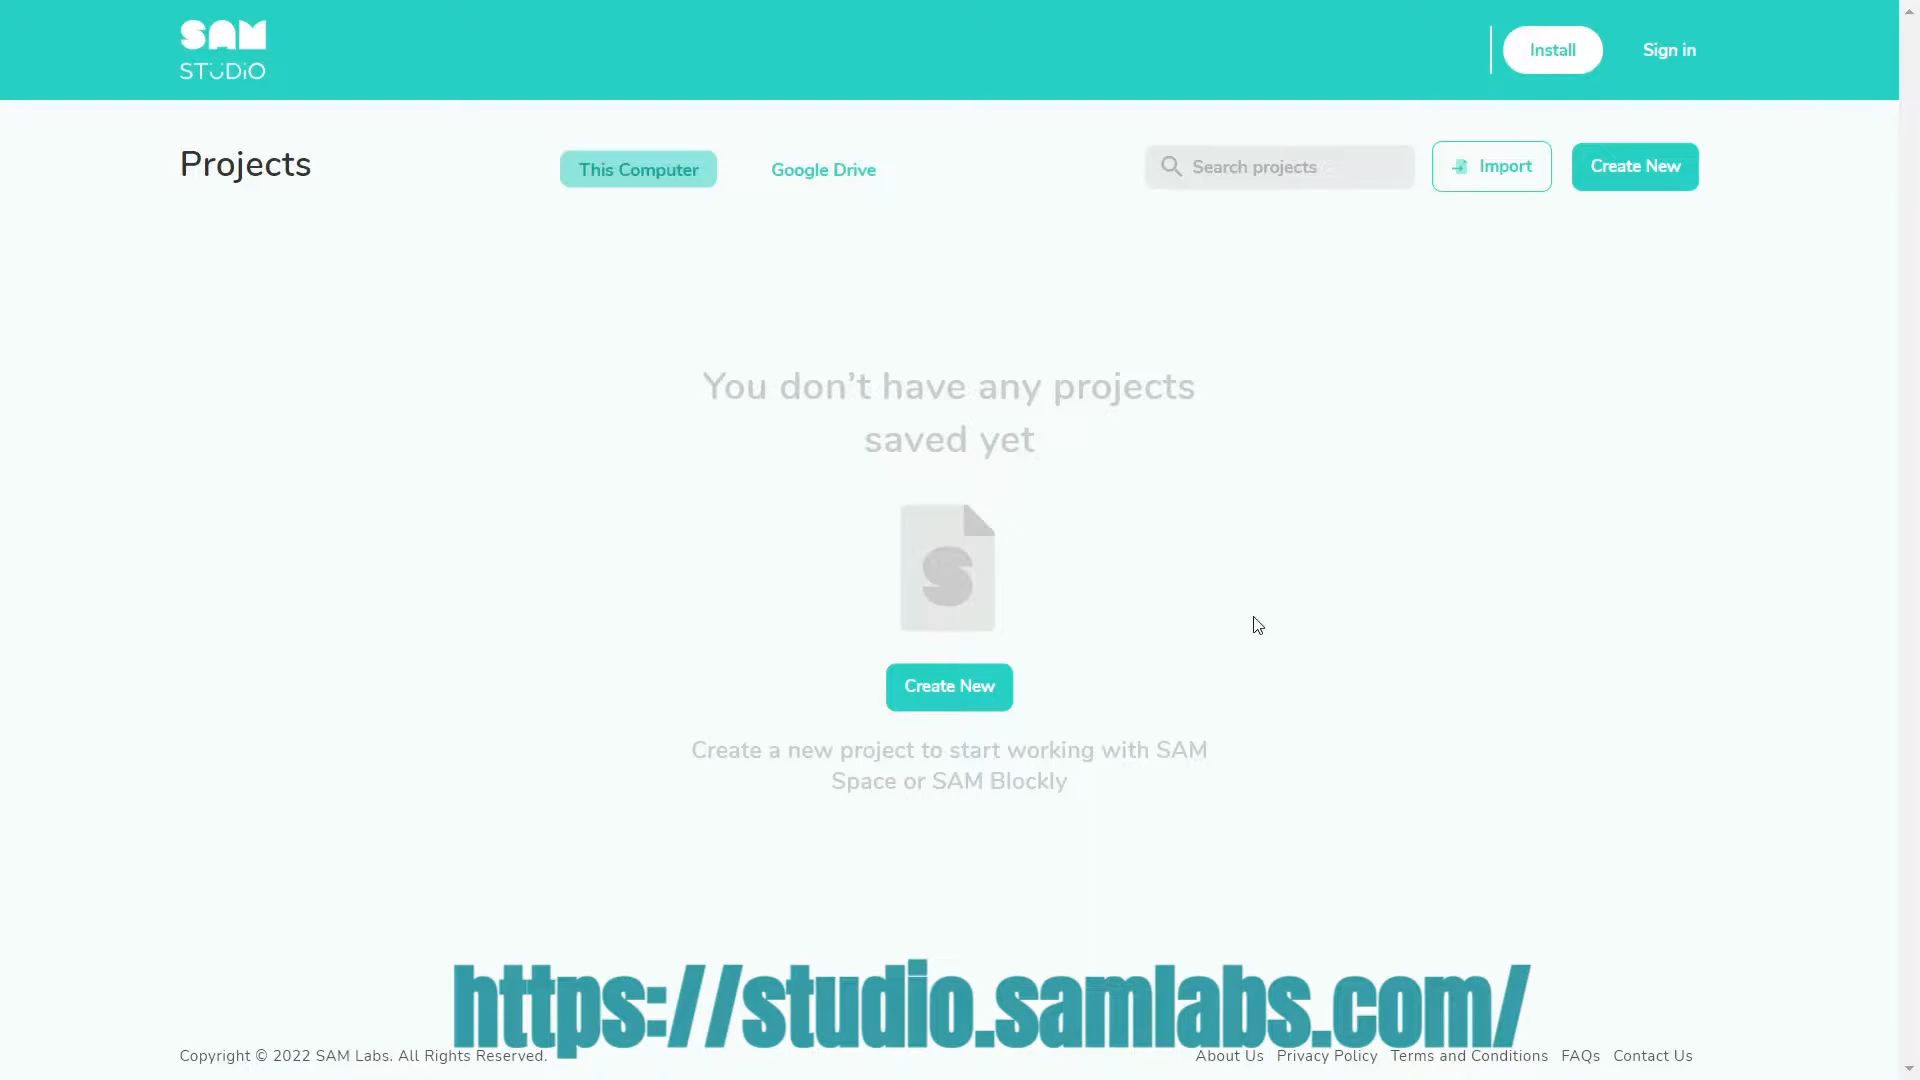 SAM
STUDIO
Install
Sign in
Projects
This Computer
Google Drive
Search projects
Import
Create New
You don't have any projects
saved yet
S
Create New
Create a new project to start working with SAM
Space or SAM Blockly
https://studio.samlabs.com/
Copyright © 2022 SAM Labs. All Rights Reserved.
About Us Privacy Policy Terms and Conditions FAQs Contact Us